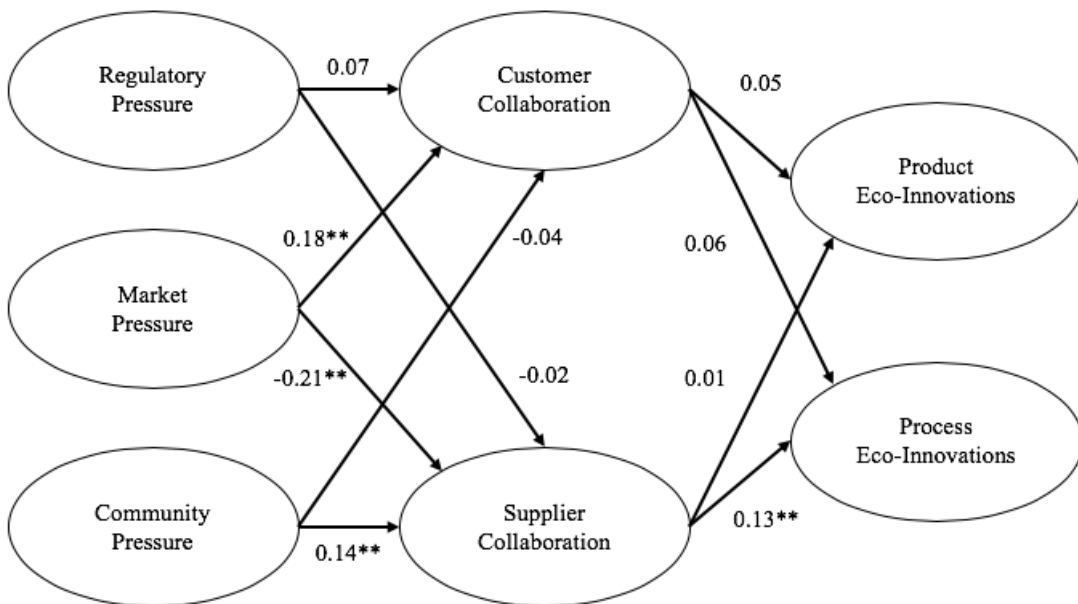 Regulatory
Pressure
0.07
Customer
Collaboration
0.05
Product
Eco-Innovations
0.18**
-0.04
0.06
Market
Pressure
-0.21**
-0.02
0.01
Process
Eco-Innovations
Community
Pressure
0.14**
Supplier
Collaboration
0.13**